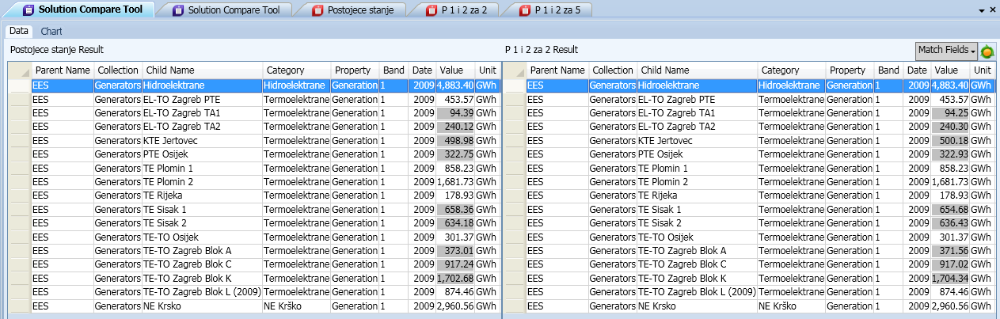 Solution Compare Tool Solution Compare Tool Postojece stanje P 1 i 2 za 2 P 1 i 2 za 5
Data Chart
Postojece stanje Result P 1 i 2 za 2 Result Match Fields
Parent Name Collection Child Name Category Property Band Date Value Unit Parent Name Collection Child Name Category Property Band Date Value Unit
EES Generators Hidroelektrane Hidroelektrane Generation 1 2009 4,883.40 GWh EES Generators Hidroelektrane Hidroelektrane Generation 1 2009 4,883.40 GWh
EES Generators EL-TO Zagreb PTE Termoelektrane Generation 1 2009 453.57 GWh EES Generators EL-TO Zagreb PTE Termoelektrane Generation 1 2009 453.57 GWh
EES Generators EL-TO Zagreb TA1 Termoelektrane Generation 1 2009 94.39 GWh EES Generators EL-TO Zagreb TA1 Termoelektrane Generation 1 2009 94.25 GWh
EES Generators EL-TO Zagreb TA2 Termoelektrane Generation 1 2009 240.12 GWh EES Generators EL-TO Zagreb TA2 Termoelektrane Generation 1 2009 240.30 GWh
EES Generators KTE Jertovec Termoelektrane Generation 1 2009 498.98 GWh EES Generators KTE Jertovec Termoelektrane Generation 1 2009 500.18 GWh
EES Generators PTE Osijek Termoelektrane Generation 1 2009 322.75 GWh EES Generators PTE Osijek Termoelektrane Generation 1 2009 322.93 GWh
EES Generators TE Plomin 1 Termoelektrane Generation 1 2009 858.23 GWh EES Generators TE Plomin 1 Termoelektrane Generation 1 2009 858.23 GWh
EES Generators TE Plomin 2 Termoelektrane Generation 1 2009 1,681.73 GWh EES Generators TE Plomin 2 Termoelektrane Generation 1 2009 1,681.73 GWh
EES Generators TE Rijeka Termoelektrane Generation 1 2009 178.93 GWh EES Generators TE Rijeka Termoelektrane Generation 1 2009 178.93 GWh
EES Generators TE Sisak 1 Termoelektrane Generation 1 2009 658.36 GWh EES Generators TE Sisak 1 Termoelektrane Generation 1 2009 654.68 GWh
EES Generators TE Sisak 2 Termoelektrane Generation 1 2009 634.18 GWh EES Generators TE Sisak 2 Termoelektrane Generation 1 2009 636.43 GWh
EES Generators TE-TO Osijek Termoelektrane Generation 1 2009 301.37 GWh EES Generators TE-TO Osijek Termoelektrane Generation 1 2009 301.37 GWh
EES Generators TE-TO Zagreb Blok A Termoelektrane Generation 1 2009 373.01 GWh EES Generators TE-TO Zagreb Blok A Termoelektrane Generation 1 2009 371.56 GWh
EES Generators TE-TO Zagreb Blok C Termoelektrane Generation 1 2009 917.24 GWh EES Generators TE-TO Zagreb Blok C Termoelektrane Generation 1 2009 917.02 GWh
EES Generators TE-TO Zagreb Blok K Termoelektrane Generation 1 2009 1,702.68 GWh EES Generators TE-TO Zagreb Blok K Termoelektrane Generation 1 2009 1,704.34 GWh
EES Generators TE-TO Zagreb Blok L (2009) Termoelektrane Generation 1 2009 874.46 GWh EES Generators TE-TO Zagreb Blok L (2009) Termoelektrane Generation 1 2009 874.46 GWh
EES Generators NE Krsko NE Krško Generation 1 2009 2,960.56 GWh EES Generators NE Krsko NE Krško Generation 1 2009 2,960.56 GWh